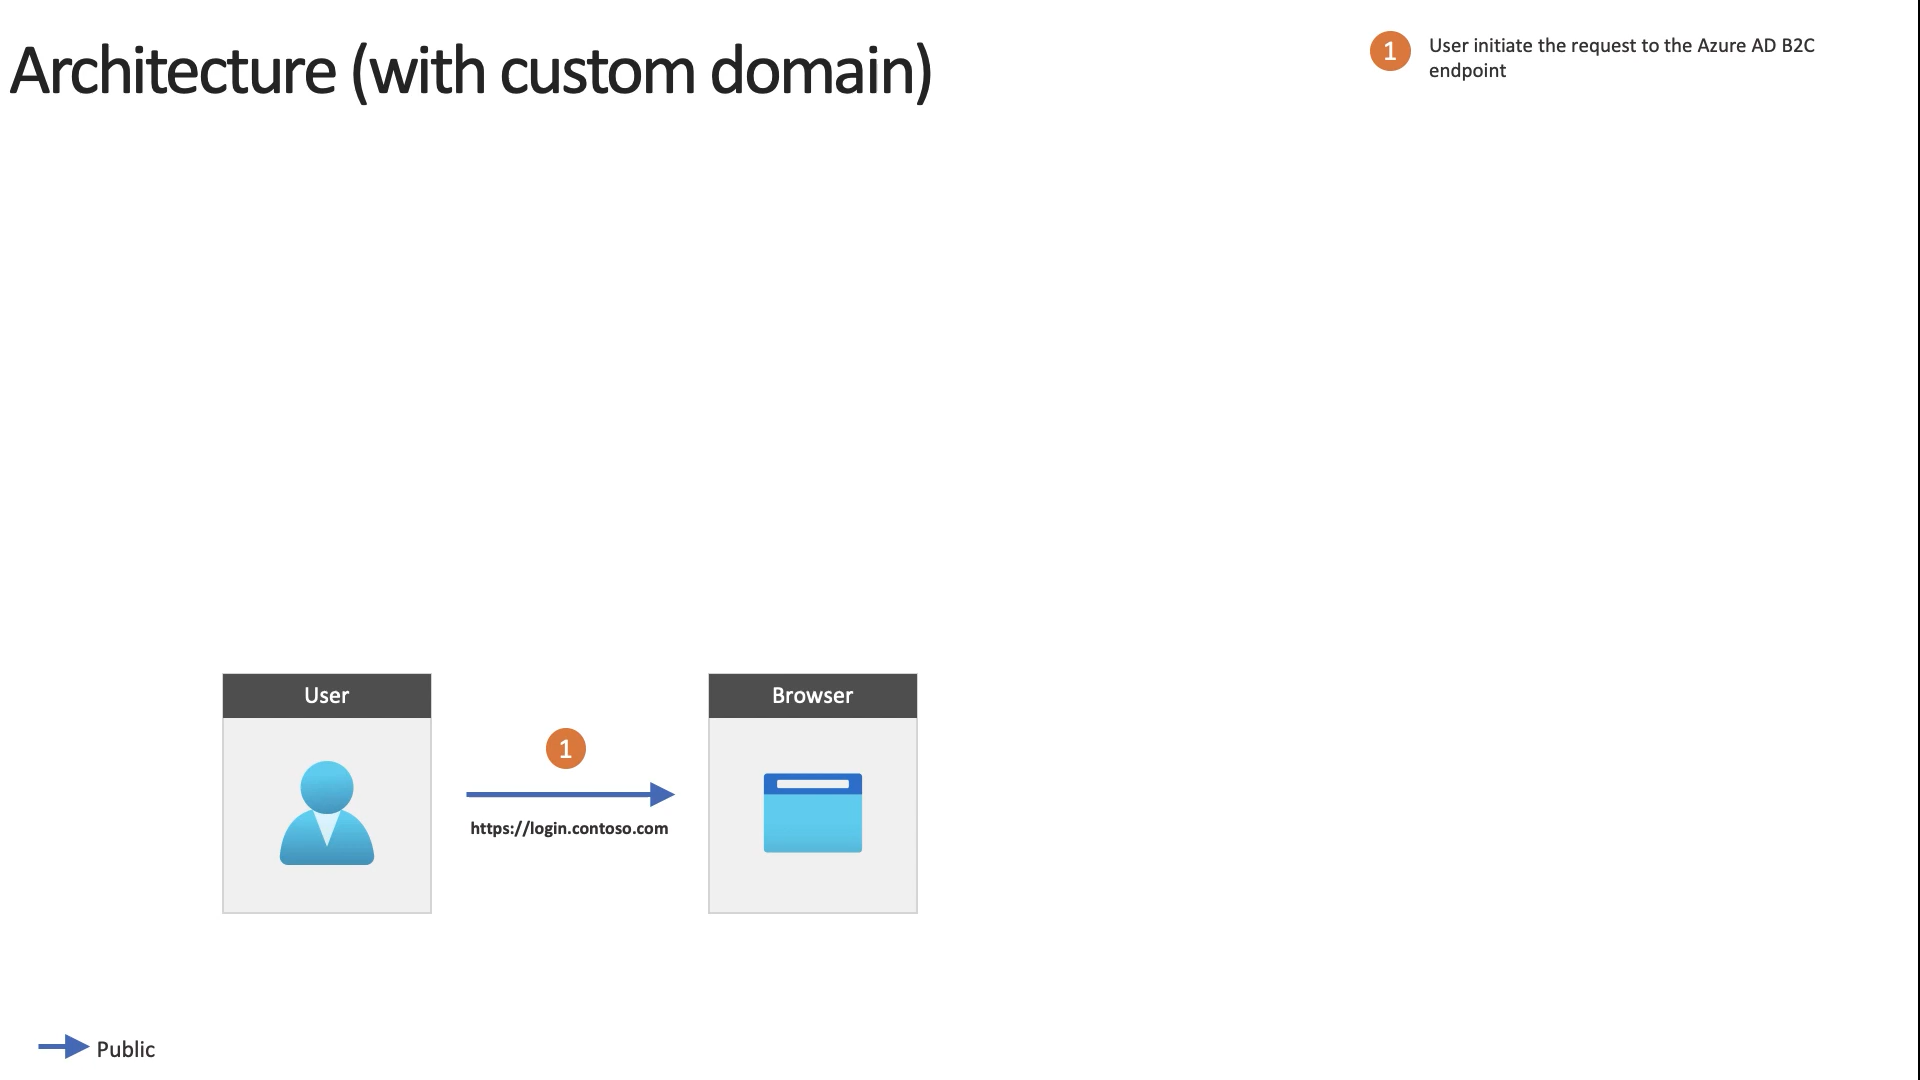 Architecture (with custom domain)
1
User initiate the request to the Azure AD B2C
endpoint
User
1
https://login.contoso.com
Browser
Public